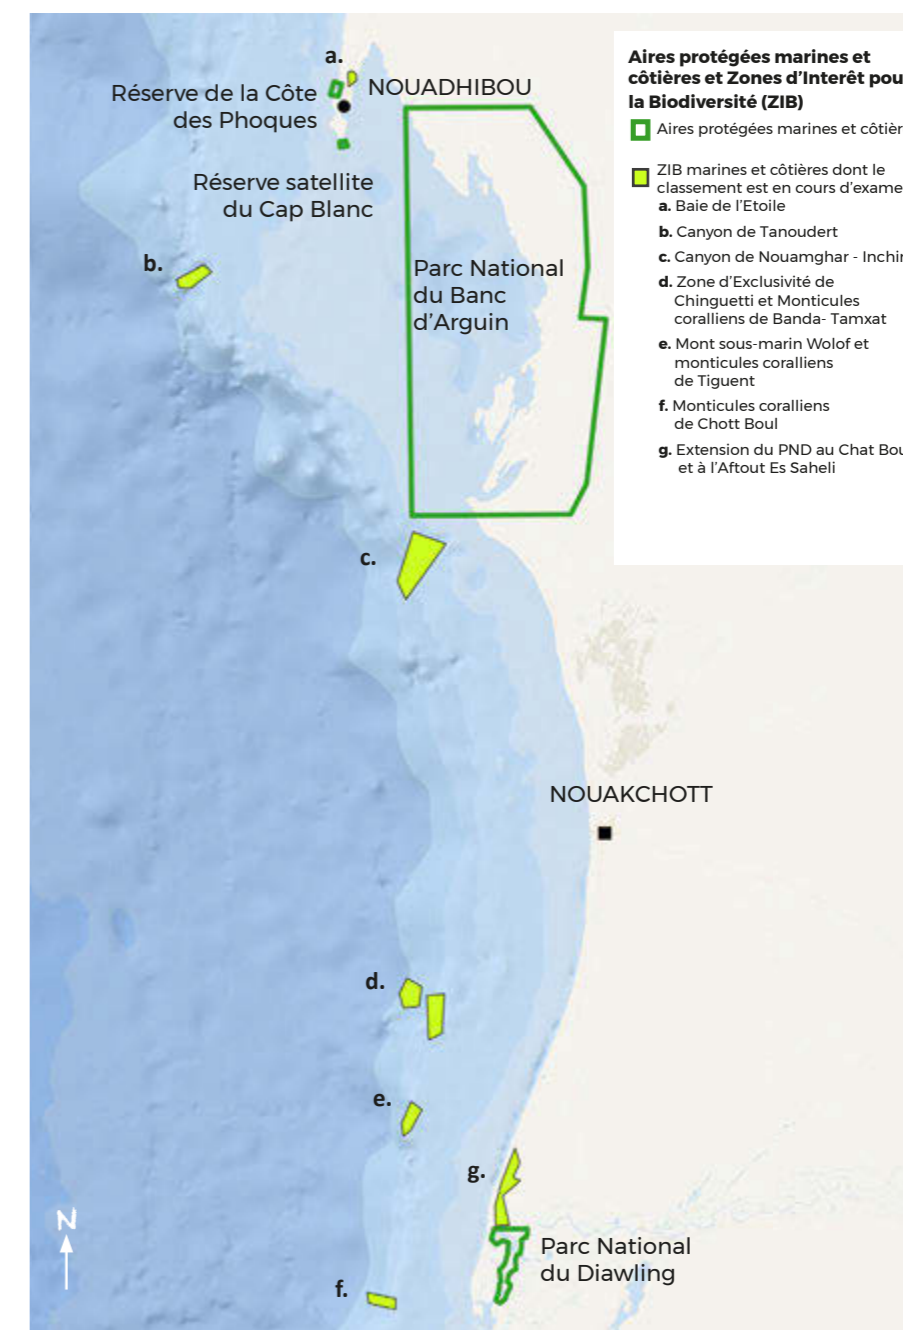 a.
NOUADHIBOU
Réserve de la Côte
des Phoques
Réserve satellite
du Cap Blanc
b.
Parc National
du Banc
d'Arguin
c.
NOUAKCHOTT
d.
e.
g.
Parc National
du Diawling
f.
N
Aires protégées marines et
côtières et Zones d'Interêt pou
la Biodiversité (ZIB)
Aires protégées marines et côtièr
ZIB marines et côtières dont le
classement est en cours d'exame
a. Baie de l'Etoile
b. Canyon de Tanoudert
c. Canyon de Nouamghar - Inchir
d. Zone d'Exclusivité de
Chinguetti et Monticules
coralliens de Banda- Tamxat
e. Mont sous-marin Wolof et
monticules coralliens
de Tiguent
f. Monticules coralliens
de Chott Boul
g. Extension du PND au Chat Bou
et à l'Aftout Es Saheli